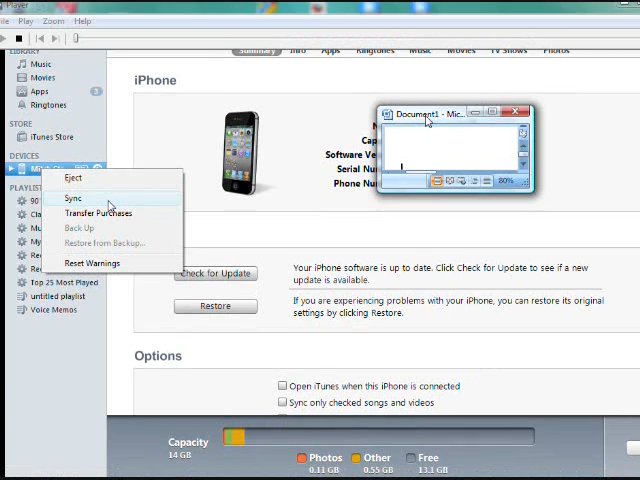 Player
File Play Zoom Help
Summary Info Apps Ringtones Music Movies TV Shows Photos
LIBRARY
Music
Movies
Apps 3
Ringtones
STORE
iTunes Store
DEVICES
Eject
Sync
Transfer Purchases
Back Up
Restore from Backup...
Reset Warnings
Top 25 Most Played
untitled playlist
Voice Memos
iPhone
Software Ve
Serial Nu
Phone Nu
Document1 - Mic...
80%
Check for Update
Your iPhone software is up to date. Click Check for Update to see if a new
update is available.
Restore
If you are experiencing problems with your iPhone, you can restore its original
settings by clicking Restore.
Options
Open iTunes when this iPhone is connected
Sync only checked songs and videos
Capacity
14 GB
Photos
0.11 GB
Other
0.55 GB
Free
13.1 GB